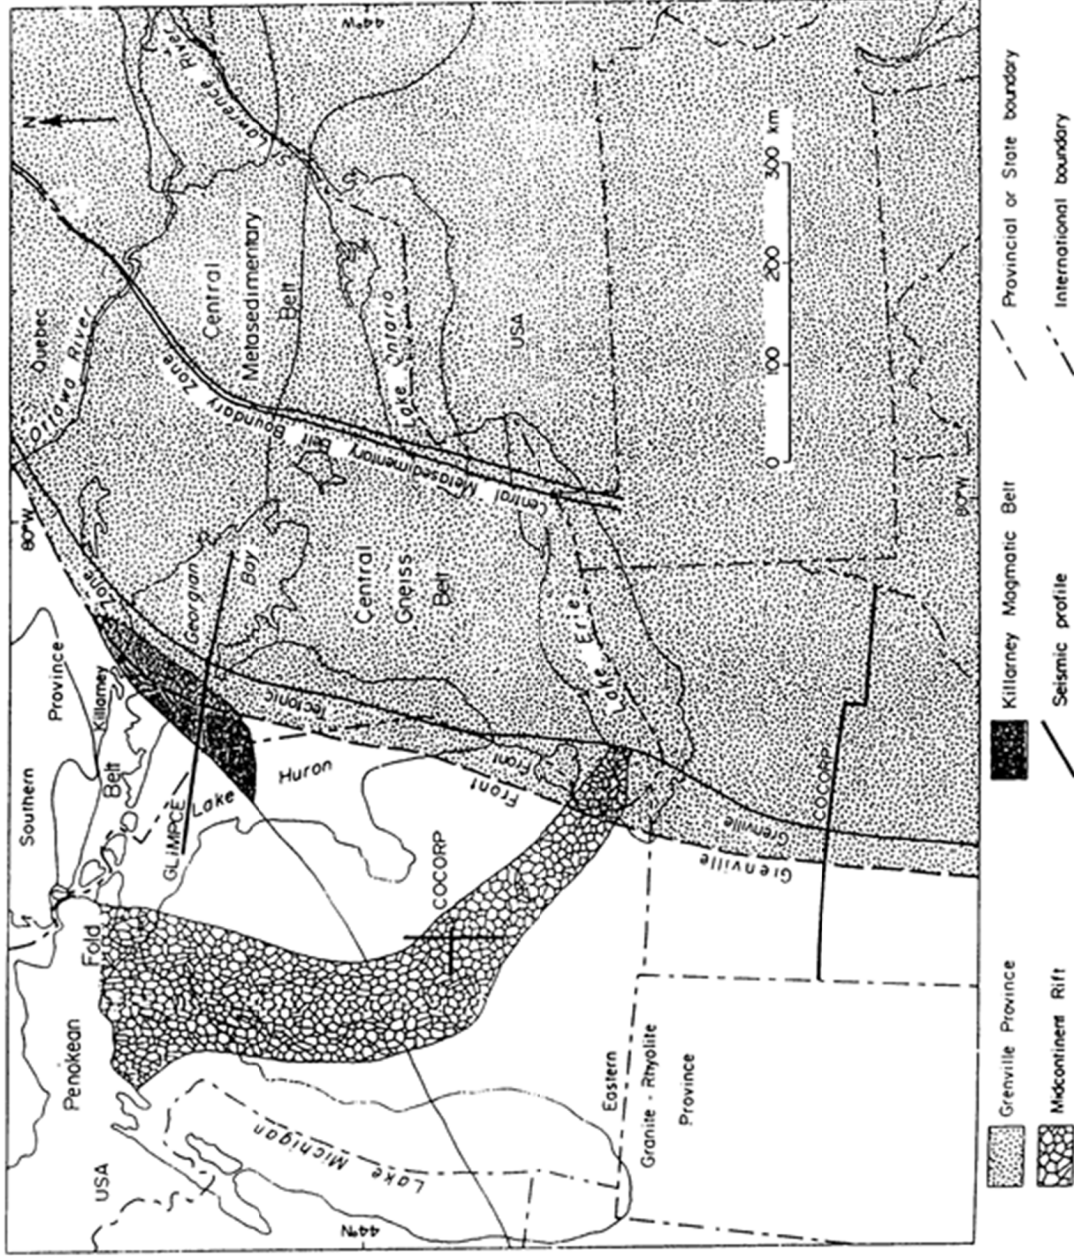 44°W
N
St. Lawrence River
Quebec
Ottawa River
Central
Metasedimentary
Belt
Central
Metasedimentary
Belt
Boundary Zone
Lake Ontario
USA
0
100
200
300 km
80°W
80°W
Georgian
Bay
Central
Gneiss
Belt
Lake Erie
Grenville
Front
Tectonic
Zone
Grenville
Front
Southern
Province
Killarney
Belt
GLIMPCE
Lake
Huron
COCORP
COCORP
Penokean
Fold
USA
Lake Michigan
44°N
Eastern
Granite - Rhyolite
Province
Grenville Province
Midcontinent Rift
Killarney Magmatic Belt
Seismic profile
Provincial or State boundary
International boundary